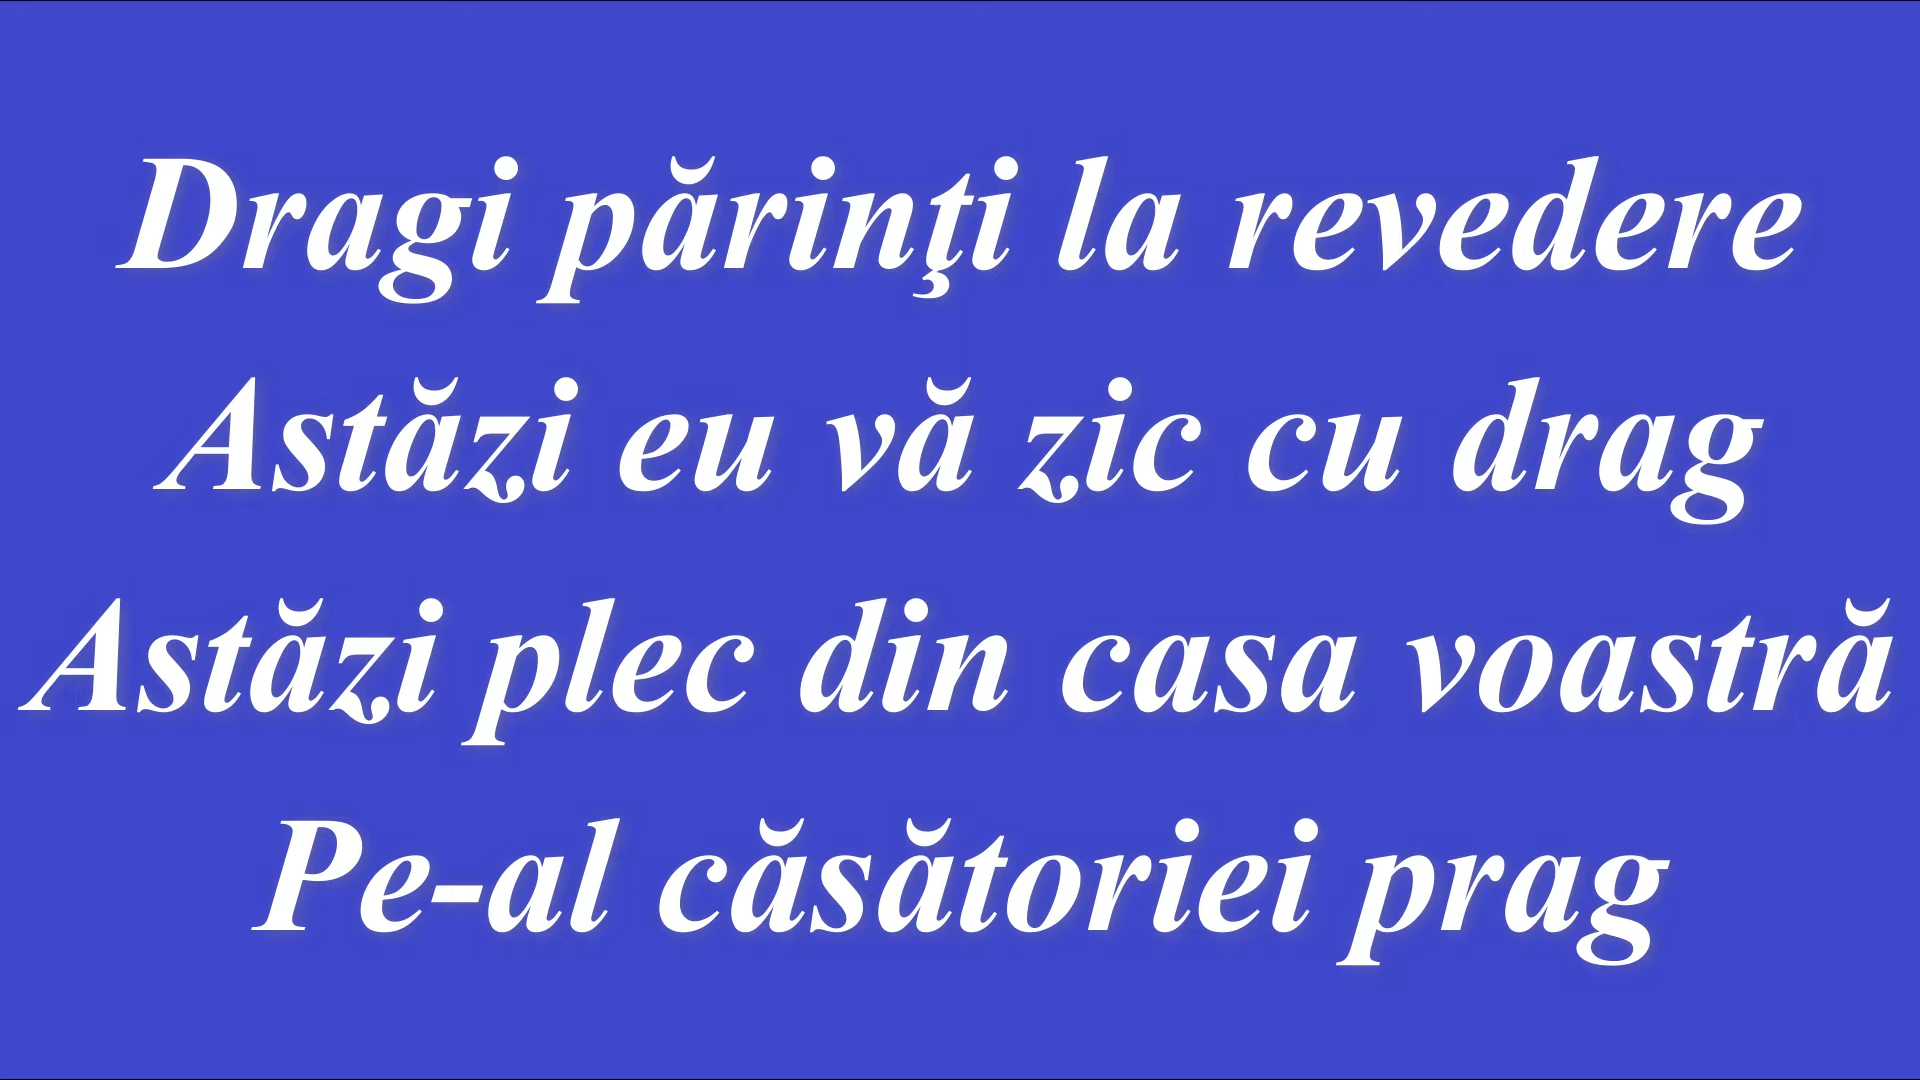 Dragi părinţi la revedere
Astăzi eu vă zic cu drag
Astăzi plec din casa voastră
Pe-al căsătoriei prag